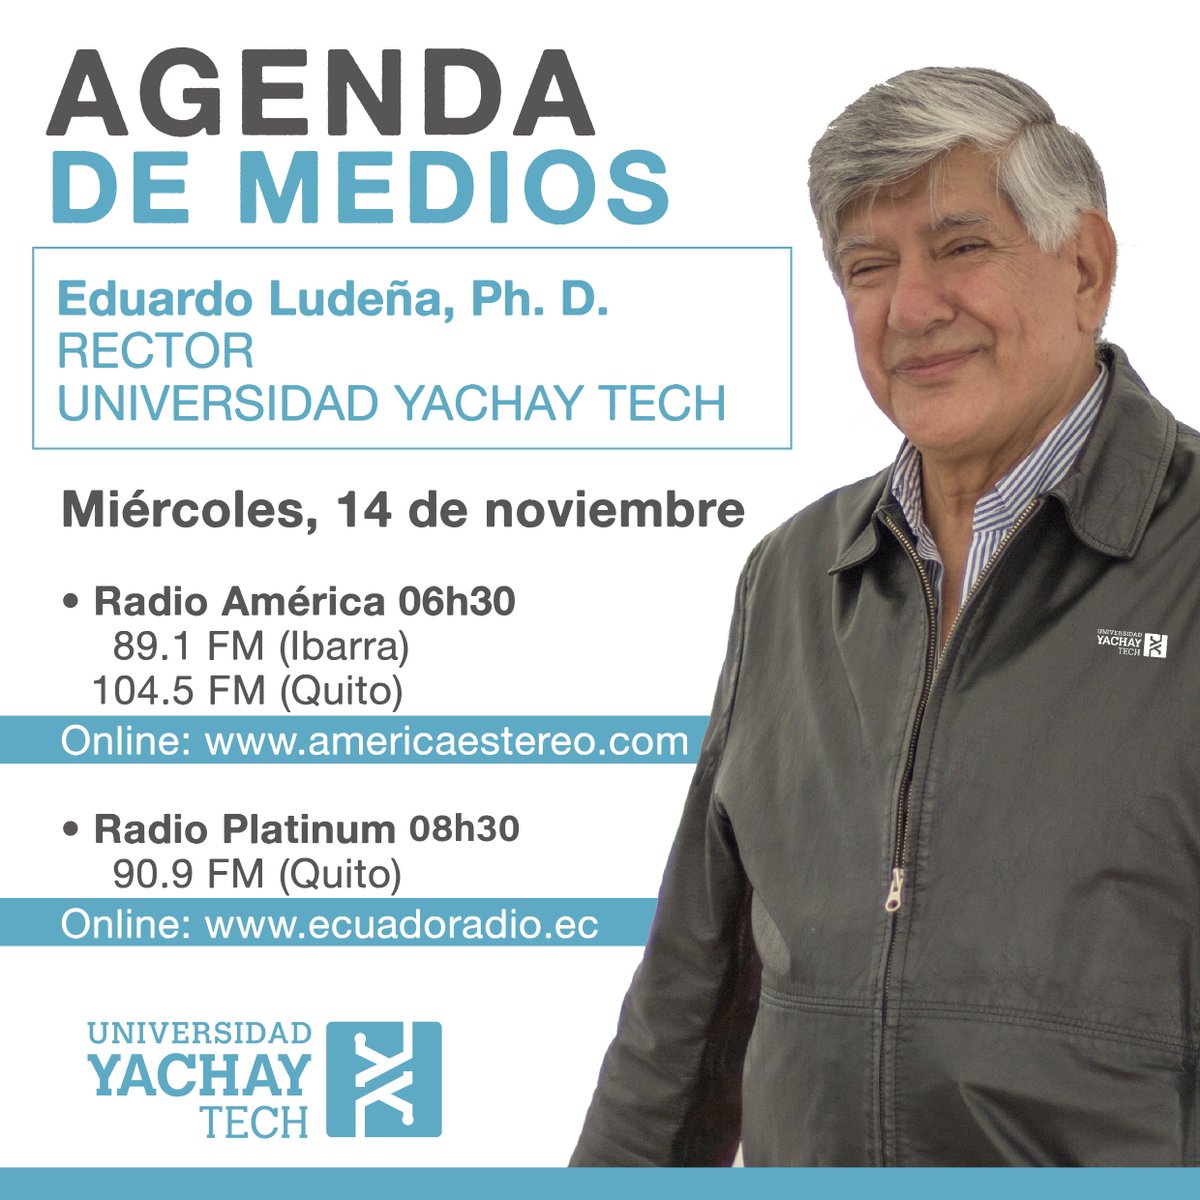 AGENDA
DE MEDIOS
Eduardo Ludeña, Ph. D.
RECTOR
UNIVERSIDAD YACHAY TECH
Miércoles, 14 de noviembre
• Radio América 06h30
89.1 FM (Ibarra)
104.5 FM (Quito)
Online: www.americaestereo.com
• Radio Platinum 08h30
90.9 FM (Quito)
Online: www.ecuadoradio.ec
UNIVERSIDAD
YACHAY
TECH
UNIVERSIDAD
YACHAY
TECH